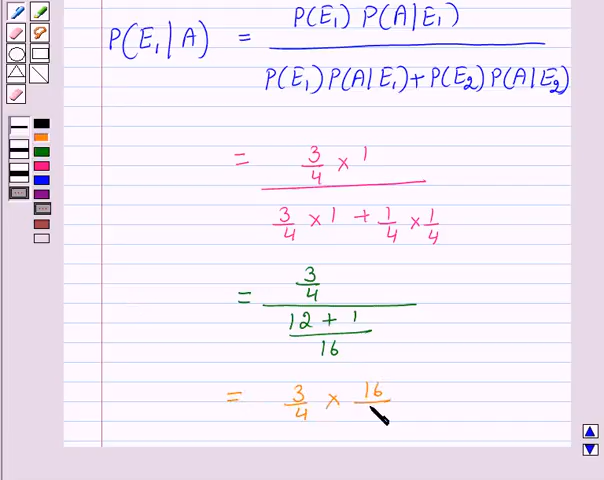 P(E₁|A) = P(E₁) P(A|E₁) / P(E₁) P(A|E₁) + P(E₂) P(A|E₂)
= 3/4 × 1 / 3/4 × 1 + 1/4 × 1/4
= 3/4 / 12 + 1 / 16
= 3/4 × 16/